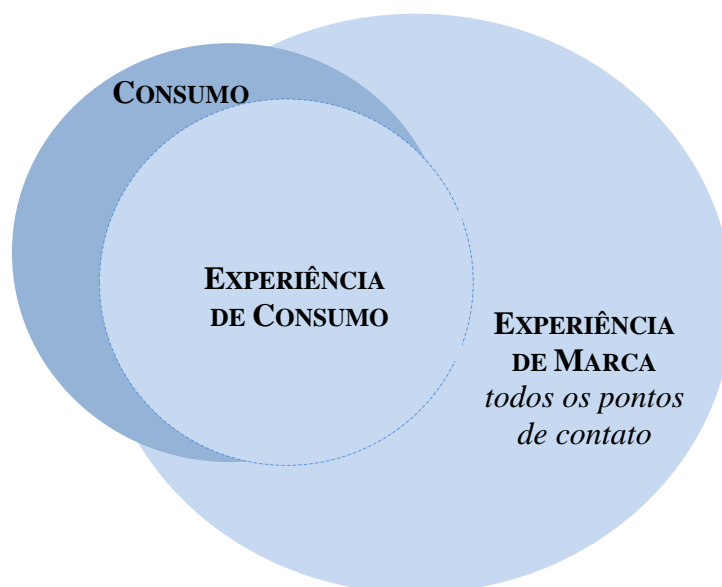 CONSUMO
EXPERIÊNCIA
DE CONSUMO
EXPERIÊNCIA
DE MARCA
todos os pontos
de contato